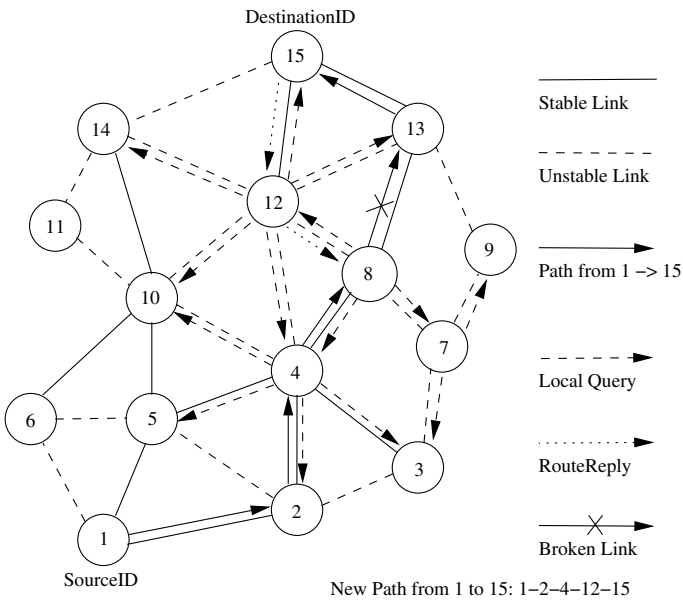 DestinationID
15
14
13
Stable Link
Unstable Link
12
11
9
8
Path from 1 −> 15
10
7
4
Local Query
6
5
3
RouteReply
2
1
Broken Link
SourceID
New Path from 1 to 15: 1−2−4−12−15